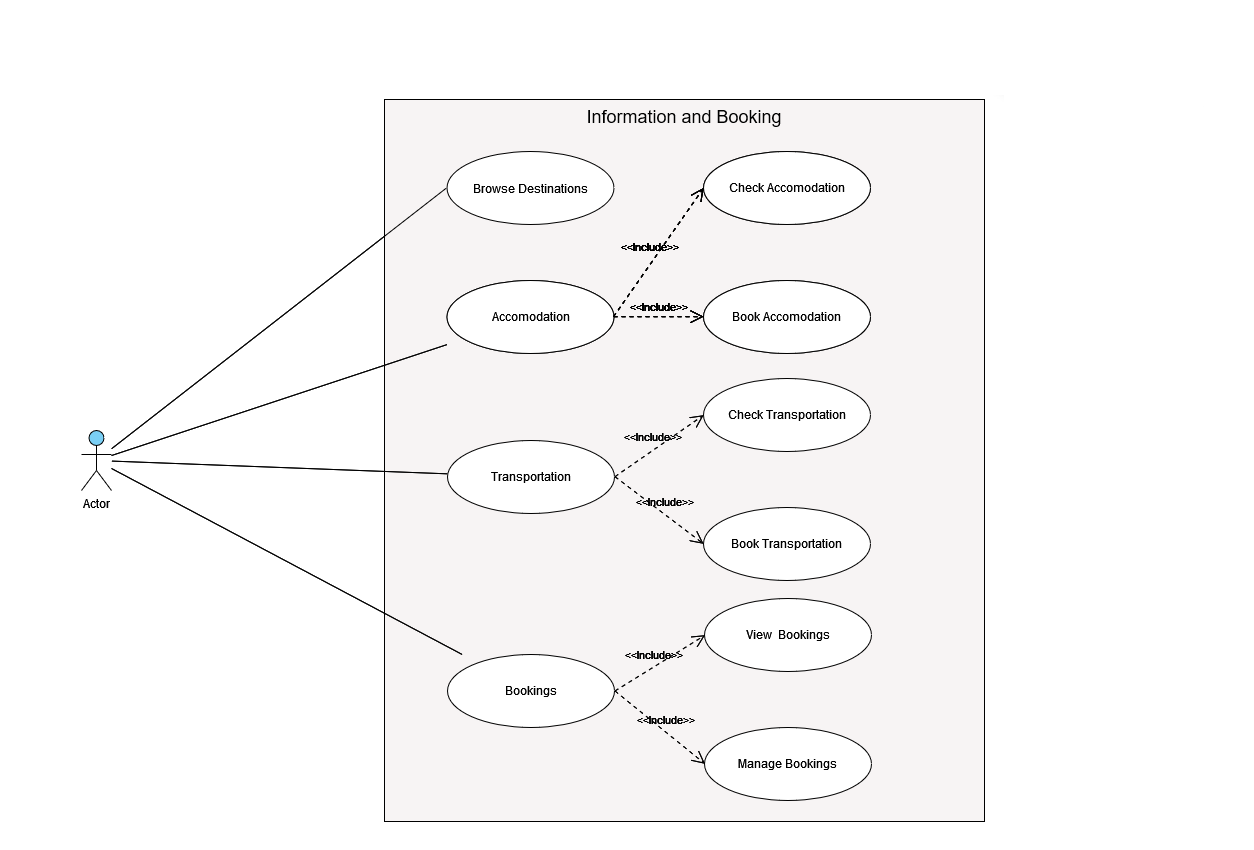 Information and Booking
Browse Destinations
Check Accomodation
<<Include>>
Accomodation
<<Include>>
Book Accomodation
Check Transportation
<<Include>>
Transportation
<<Include>>
Book Transportation
Actor
View  Bookings
<<Include>>
Bookings
<<Include>>
Manage Bookings